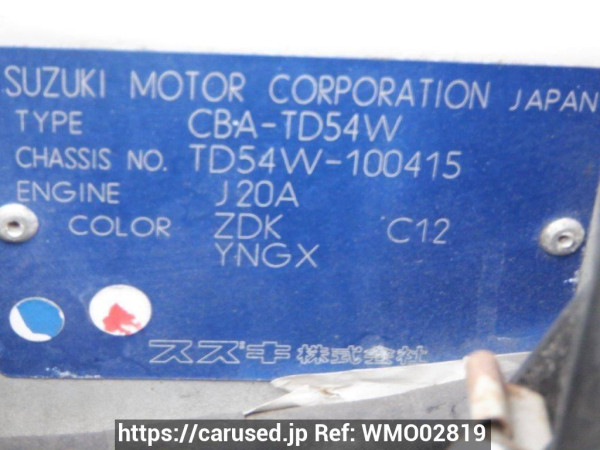 SUZUKI MOTOR CORPORATION JAPAN
TYPE CBA-TD54W
CHASSIS NO. TD54W-100415
ENGINE J20A
COLOR ZDK C12
YNGX
スズキ株式会社
https://carused.jp Ref: WMO02819